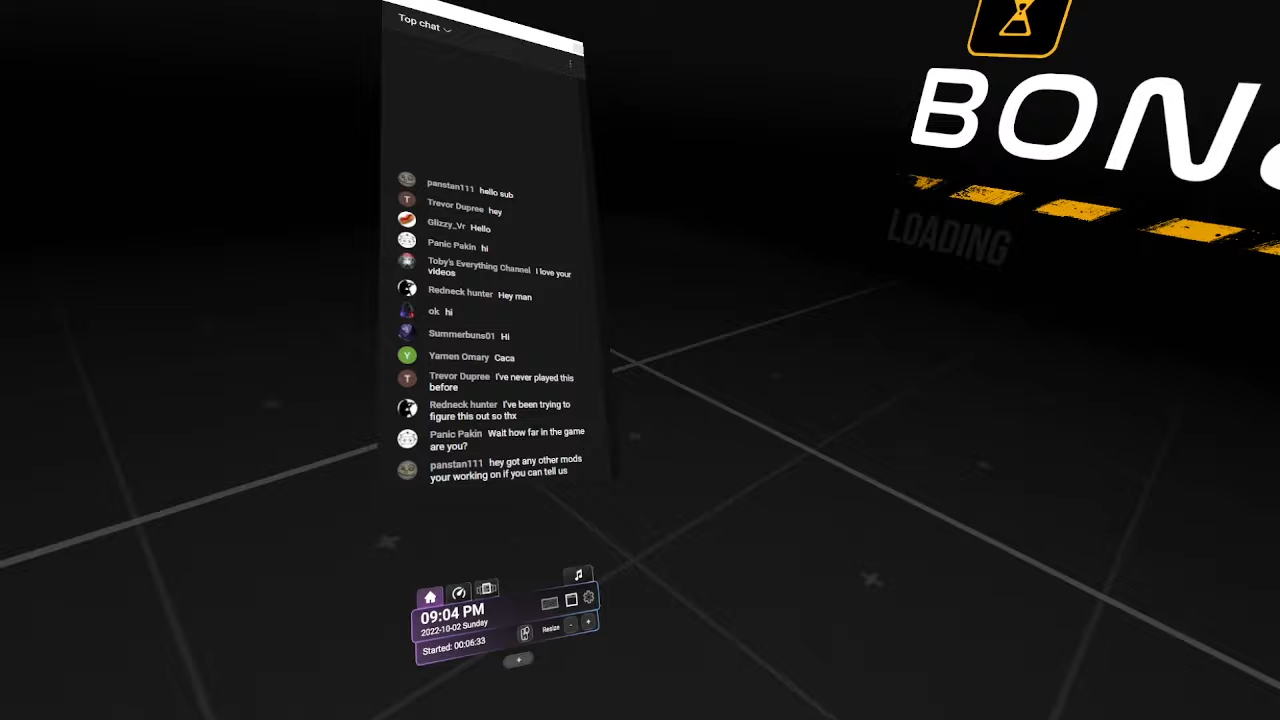 Top chat
panstan111 hello sub
Trevor Dupree hey
Glizzy_Vr Hello
Panic Pakin hi
Toby's Everything Channel I love your
videos
Redneck hunter Hey man
ok hi
Summerbuns01 Hi
Y Yamen Omary Caca
T Trevor Dupree I've never played this
before
Redneck hunter I've been trying to
figure this out so thx
Panic Pakin Wait how far in the game
are you?
panstan111 hey got any other mods
your working on if you can tell us
BON
LOADING
09:04 PM
2022-10-02 Sunday
Started: 00:06:33
Resize - +
+